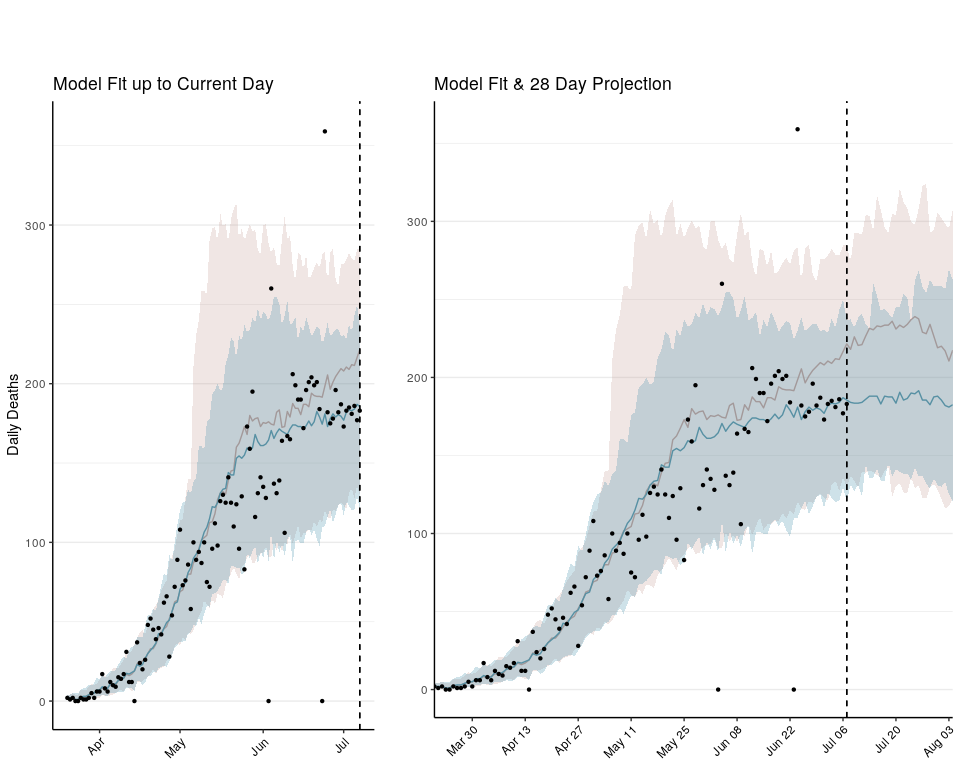 Model Fit up to Current Day
Model Fit & 28 Day Projection
Daily Deaths
300
200
100
0
Apr
May
Jun
Jul
300
200
100
0
Mar 30
Apr 13
Apr 27
May 11
May 25
Jun 08
Jun 22
Jul 06
Jul 20
Aug 03